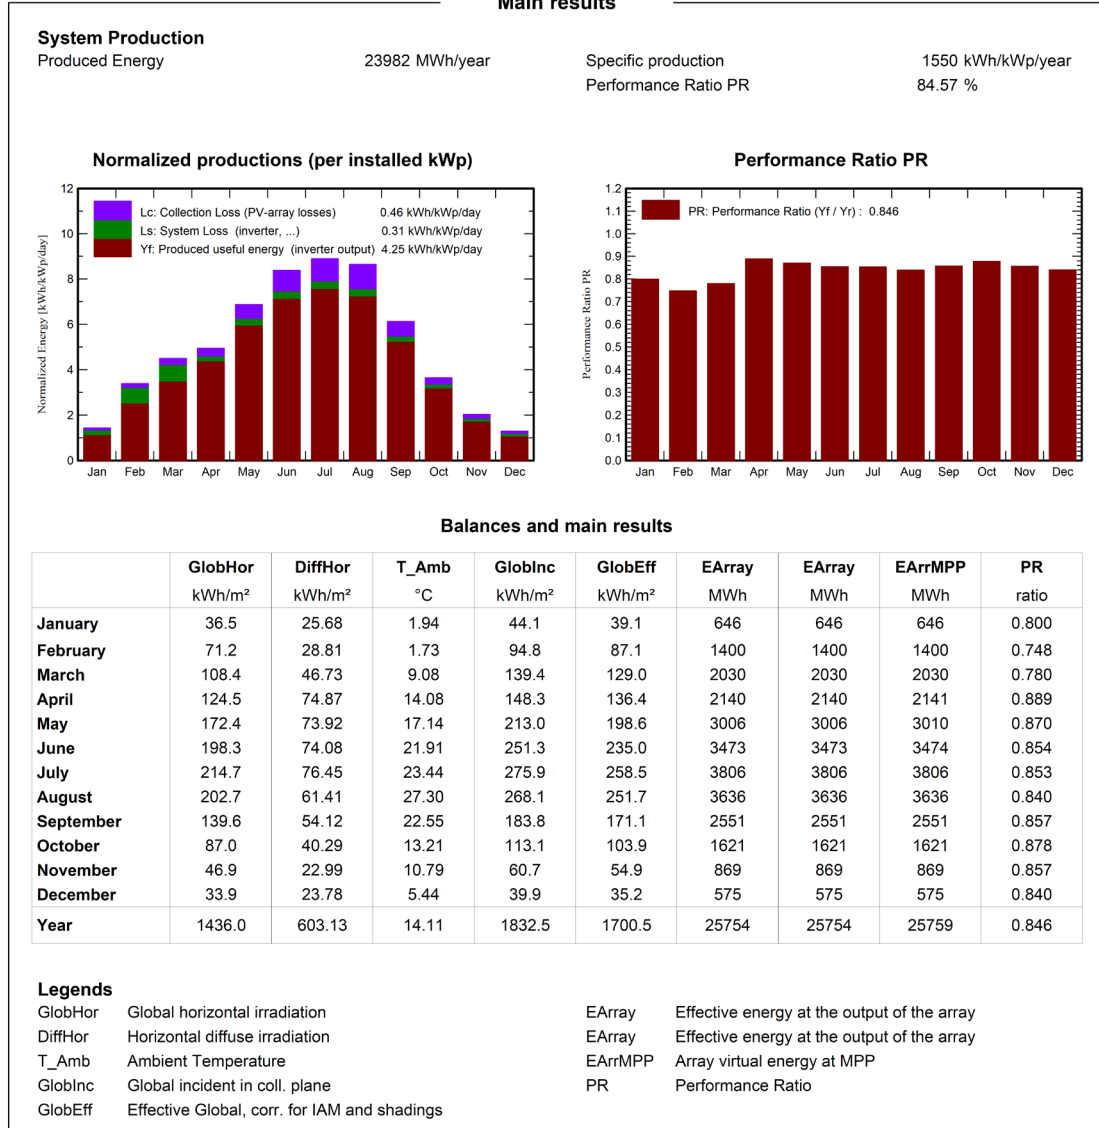 Main results
System Production
Produced Energy 23982 MWh/year Specific production 1550 kWh/kWp/year
Performance Ratio PR 84.57 %
Normalized productions (per installed kWp)
12
10
8
6
4
2
0
Normalized Energy [kWh/kWp/day]
Lc: Collection Loss (PV-array losses) 0.46 kWh/kWp/day
Ls: System Loss (inverter, ...) 0.31 kWh/kWp/day
Yf: Produced useful energy (inverter output) 4.25 kWh/kWp/day
Jan Feb Mar Apr May Jun Jul Aug Sep Oct Nov Dec
Performance Ratio PR
1.2
1.1
1.0
0.9
0.8
0.7
0.6
0.5
0.4
0.3
0.2
0.1
0.0
Performance Ratio PR
PR: Performance Ratio (Yf / Yr) : 0.846
Jan Feb Mar Apr May Jun Jul Aug Sep Oct Nov Dec
Balances and main results
GlobHor DiffHor T_Amb GlobInc GlobEff EArray EArray EArrMPP PR
kWh/m² kWh/m² °C kWh/m² kWh/m² MWh MWh MWh ratio
January 36.5 25.68 1.94 44.1 39.1 646 646 646 0.800
February 71.2 28.81 1.73 94.8 87.1 1400 1400 1400 0.748
March 108.4 46.73 9.08 139.4 129.0 2030 2030 2030 0.780
April 124.5 74.87 14.08 148.3 136.4 2140 2140 2141 0.889
May 172.4 73.92 17.14 213.0 198.6 3006 3006 3010 0.870
June 198.3 74.08 21.91 251.3 235.0 3473 3473 3474 0.854
July 214.7 76.45 23.44 275.9 258.5 3806 3806 3806 0.853
August 202.7 61.41 27.30 268.1 251.7 3636 3636 3636 0.840
September 139.6 54.12 22.55 183.8 171.1 2551 2551 2551 0.857
October 87.0 40.29 13.21 113.1 103.9 1621 1621 1621 0.878
November 46.9 22.99 10.79 60.7 54.9 869 869 869 0.857
December 33.9 23.78 5.44 39.9 35.2 575 575 575 0.840
Year 1436.0 603.13 14.11 1832.5 1700.5 25754 25754 25759 0.846
Legends
GlobHor Global horizontal irradiation
DiffHor Horizontal diffuse irradiation
T_Amb Ambient Temperature
GlobInc Global incident in coll. plane
GlobEff Effective Global, corr. for IAM and shadings
EArray Effective energy at the output of the array
EArray Effective energy at the output of the array
EArrMPP Array virtual energy at MPP
PR Performance Ratio